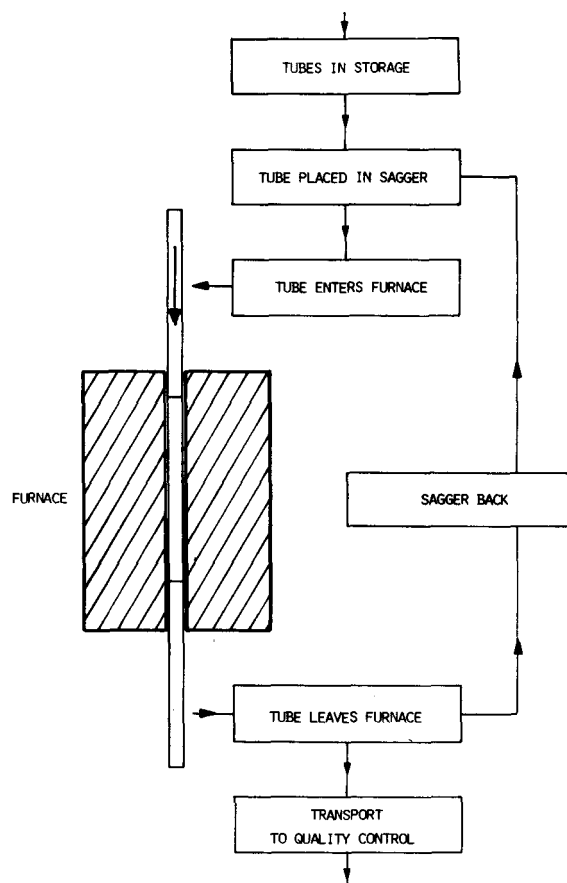 TUBES IN STORAGE
TUBE PLACED IN SAGGER
TUBE ENTERS FURNACE
FURNACE
SAGGER BACK
TUBE LEAVES FURNACE
TRANSPORT
TO QUALITY CONTROL